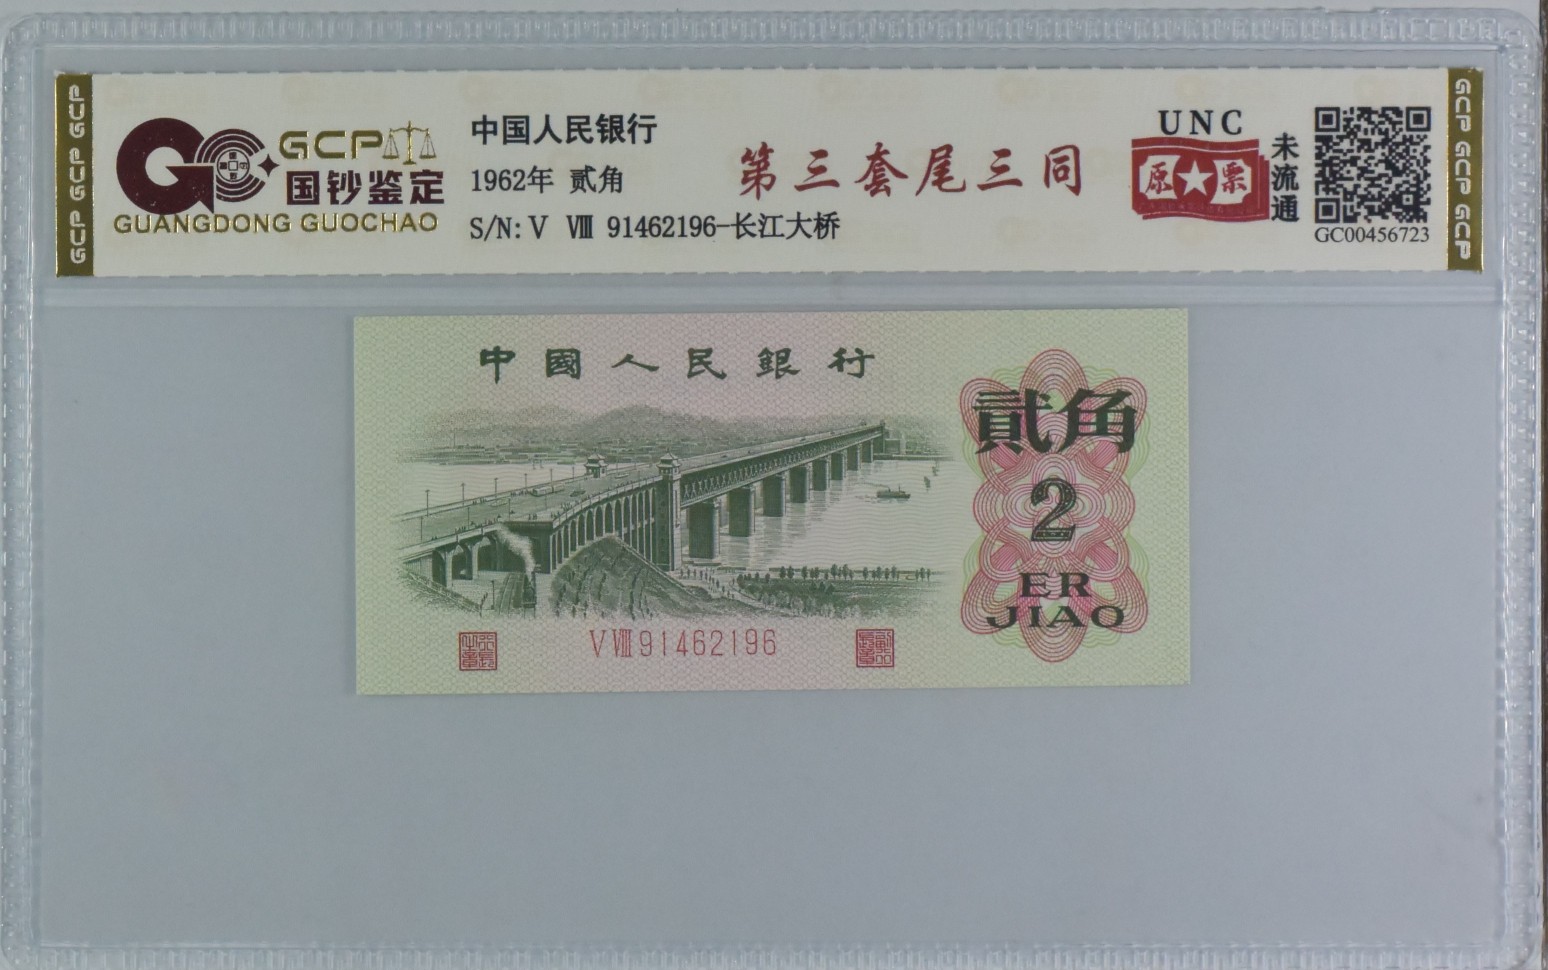 GCP GCP GCP
GCP
国钞鉴定
GUANGDONG GUOCHAO
中国人民银行
1962年 贰角
S/N: V Ⅷ 91462196-长江大桥
第三套尾三同
UNC
原★票
未流通
GC00456723
GCP GCP GCP
中國人民銀行
貳角
2
ER
JIAO
V Ⅷ 91462196